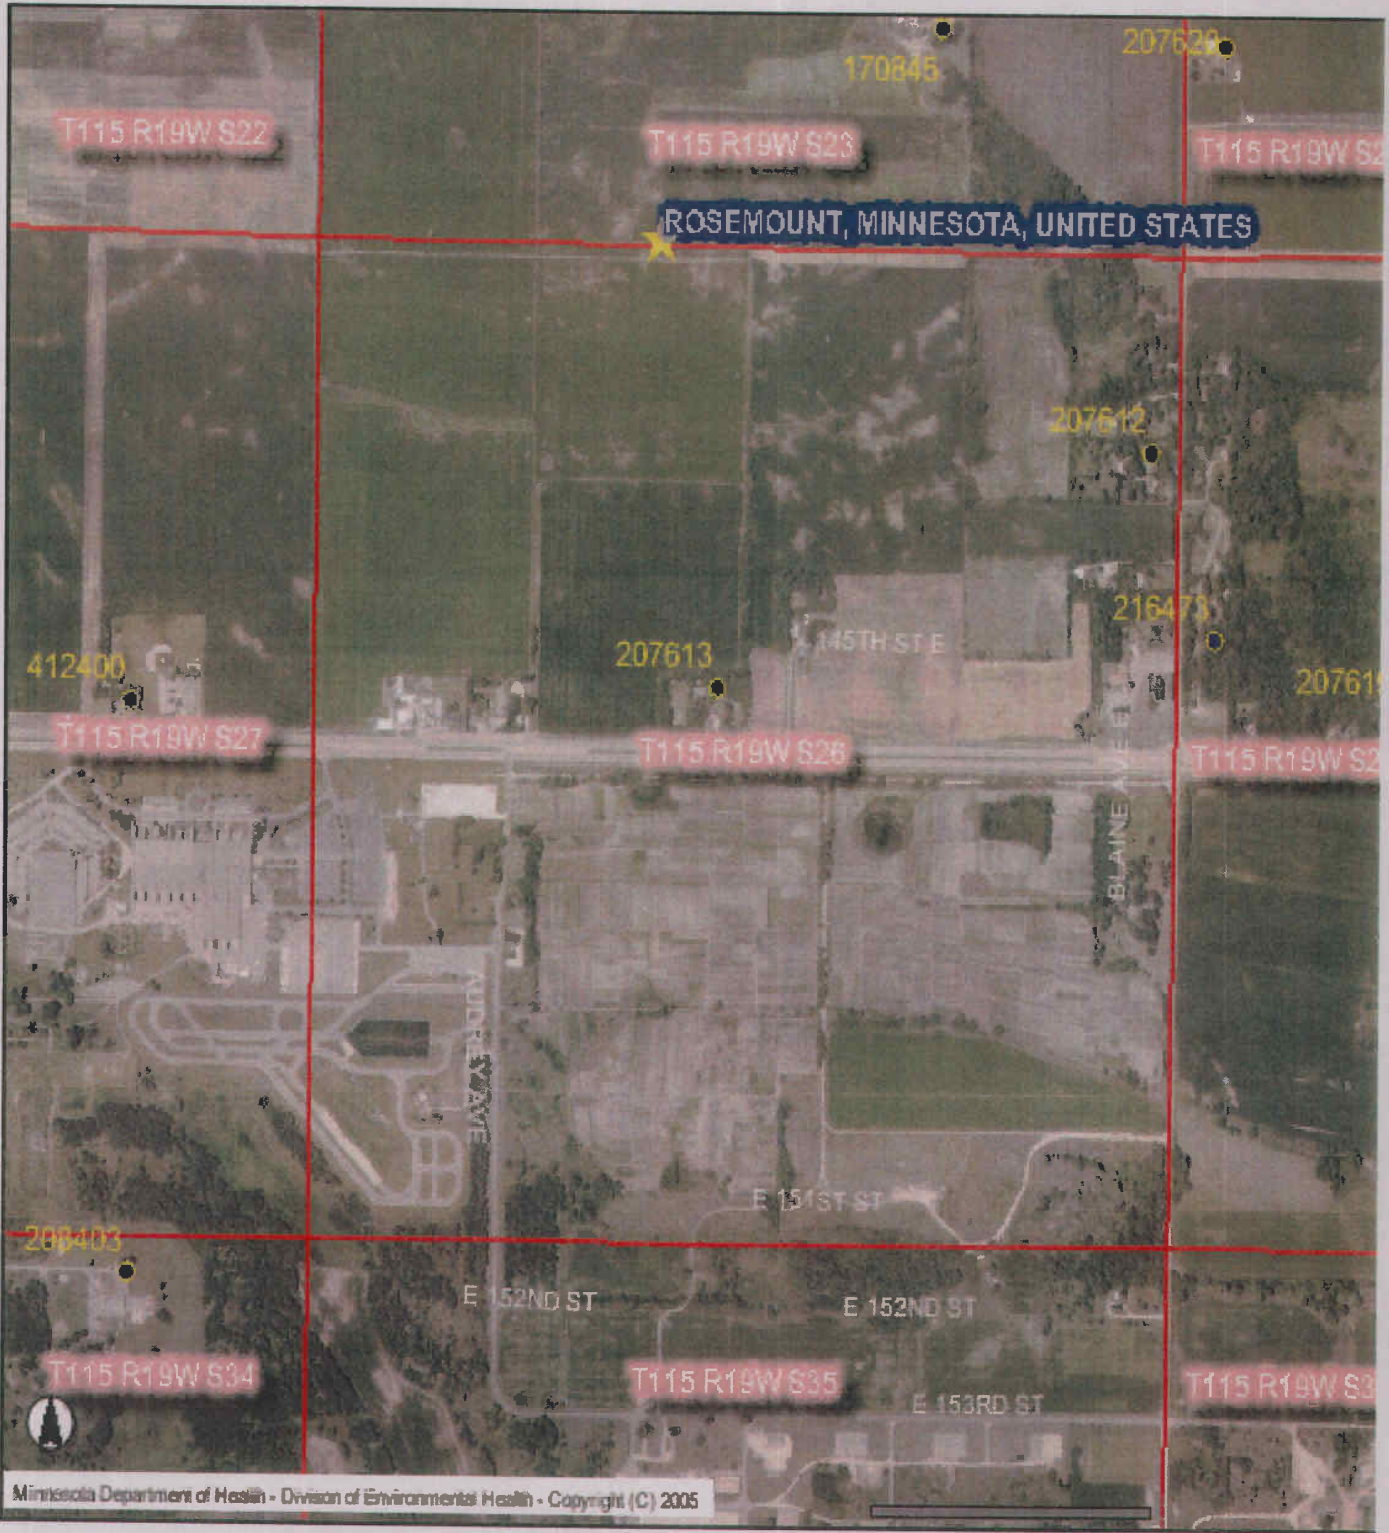 170845
207629
T115 R19W S22
T115 R19W S23
T115 R19W S2
ROSEMOUNT, MINNESOTA, UNITED STATES
207612
216473
412400
207613
145TH ST E
207619
T115 R19W S27
T115 R19W S26
T115 R19W S2
BLAINE AVE E
E 151ST ST
208403
E 152ND ST
E 152ND ST
T115 R19W S34
T115 R19W S35
T115 R19W S3
E 153RD ST
Minnesota Department of Health - Division of Environmental Health - Copyright (C) 2005